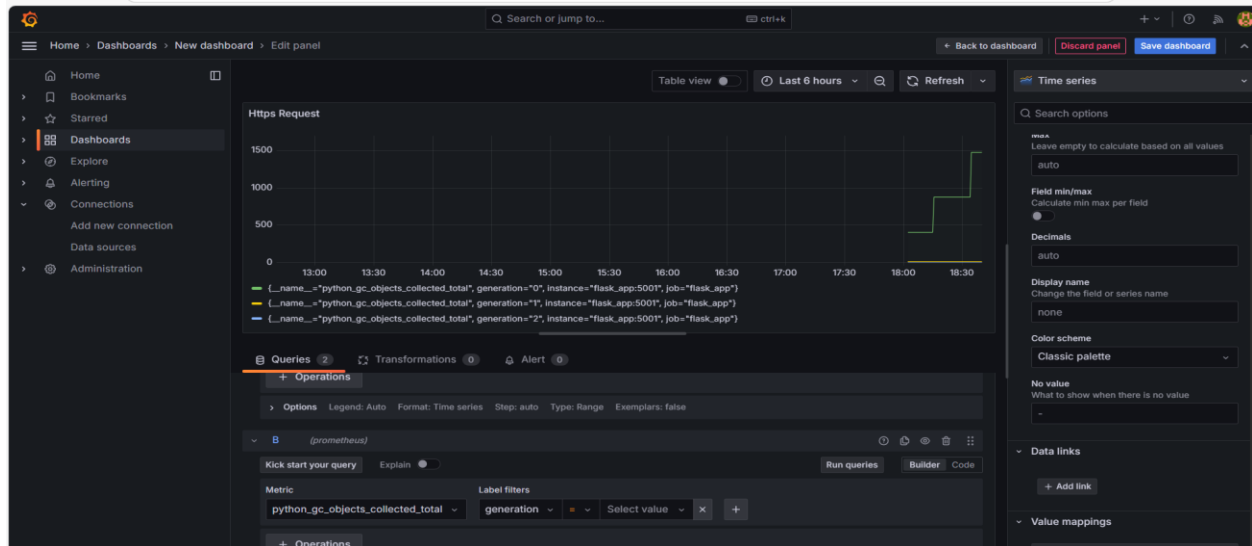 Search or jump to... ctrl+k
Home > Dashboards > New dashboard > Edit panel
Back to dashboard Discard panel Save dashboard
Home
Bookmarks
Starred
Dashboards
Explore
Alerting
Connections
Add new connection
Data sources
Administration
Table view Last 6 hours Refresh
Https Request
1500
1000
500
0
13:00 13:30 14:00 14:30 15:00 15:30 16:00 16:30 17:00 17:30 18:00 18:30
{__name__="python_gc_objects_collected_total", generation="0", instance="flask_app:5001", job="flask_app"}
{__name__="python_gc_objects_collected_total", generation="1", instance="flask_app:5001", job="flask_app"}
{__name__="python_gc_objects_collected_total", generation="2", instance="flask_app:5001", job="flask_app"}
Queries 2 Transformations 0 Alert 0
+ Operations
> Options Legend: Auto Format: Time series Step: auto Type: Range Exemplars: false
B (prometheus)
Kick start your query Explain Run queries Builder Code
Metric Label filters
python_gc_objects_collected_total generation = Select value × +
+ Operations
Time series
Search options
Max
Leave empty to calculate based on all values
auto
Field min/max
Calculate min max per field
Decimals
auto
Display name
Change the field or series name
none
Color scheme
Classic palette
No value
What to show when there is no value
-
Data links
+ Add link
Value mappings